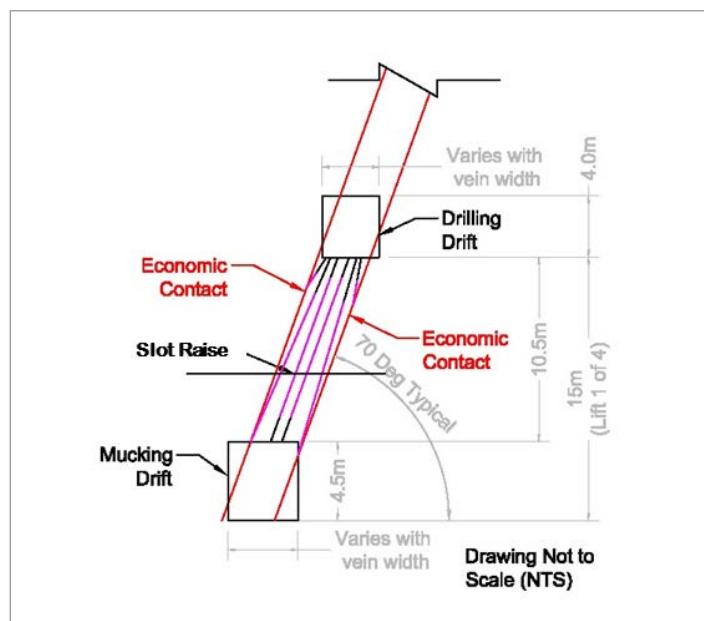 Varies with
vein width
4.0m
Drilling
Drift
Economic
Contact
Economic
Contact
Slot Raise
70 Deg Typical
10.5m
15m
(Lift 1 of 4)
Mucking
Drift
4.5m
Varies with
vein width
Drawing Not to
Scale (NTS)